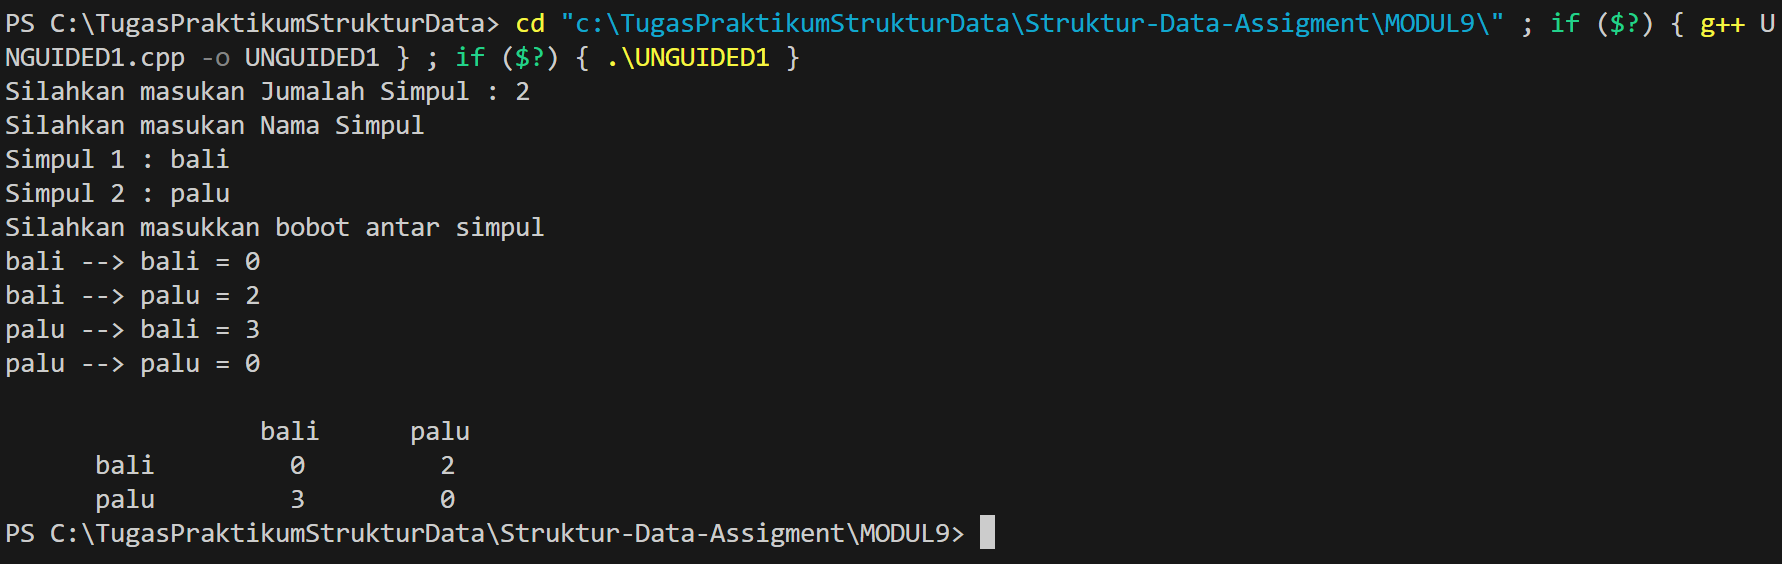 PS C:\TugasPraktikumStrukturData> cd "c:\TugasPraktikumStrukturData\Struktur-Data-Assigment\MODUL9\" ; if ($?) { g++ U
NGUIDED1.cpp -o UNGUIDED1 } ; if ($?) { .\UNGUIDED1 }
Silahkan masukan Jumalah Simpul : 2
Silahkan masukan Nama Simpul
Simpul 1 : bali
Simpul 2 : palu
Silahkan masukkan bobot antar simpul
bali --> bali = 0
bali --> palu = 2
palu --> bali = 3
palu --> palu = 0
bali palu
bali 0 2
palu 3 0
PS C:\TugasPraktikumStrukturData\Struktur-Data-Assigment\MODUL9>